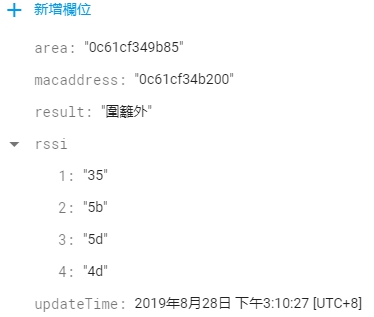 + 新增欄位
area: "0c61cf349b85"
macaddress: "0c61cf34b200"
result: "圍籬外"
rssi
1: "35"
2: "5b"
3: "5d"
4: "4d"
updateTime: 2019年8月28日 下午3:10:27 [UTC+8]